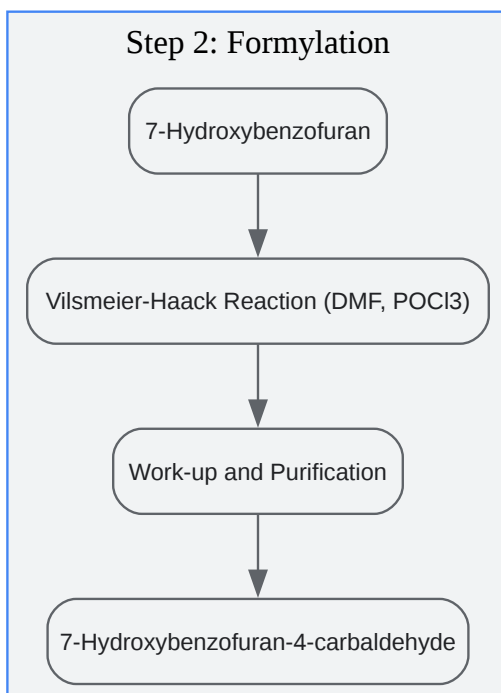 Step 2: Formylation
7-Hydroxybenzofuran
Vilsmeier-Haack Reaction (DMF, POCl3)
Work-up and Purification
7-Hydroxybenzofuran-4-carbaldehyde